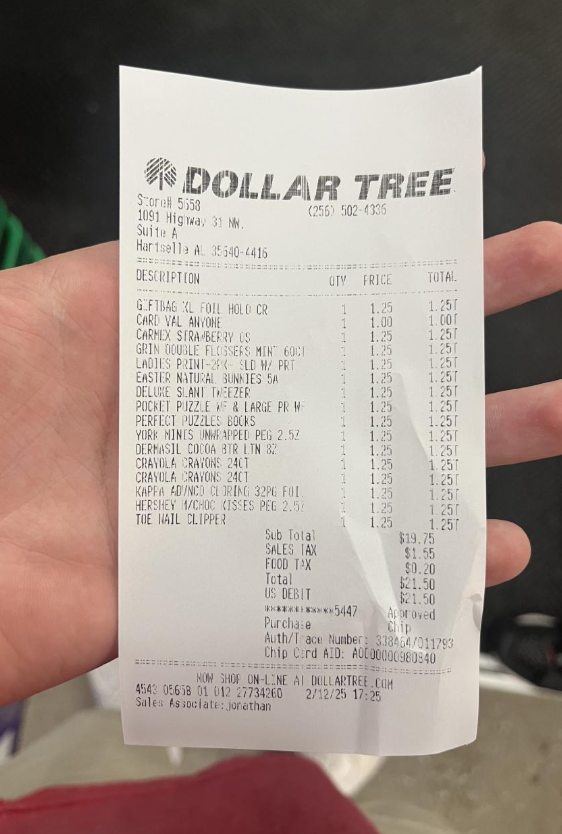 DOLLAR TREE
Store# 5658 (256) 502-4336
1091 Highway 31 NW,
Suite A
Hartselle AL 35640-4416
DESCRIPTION QTY PRICE TOTAL
GIFTBAG XL FOIL HOLO CR 1 1.25 1.25T
CARD VAL ANYONE 1 1.00 1.00T
CARMEX STRAWBERRY CS 1 1.25 1.25T
GRIN DOUBLE FLOSSERS MINT 60CT 1 1.25 1.25T
LADIES PRINT-2PK- SLD W/ PRT 1 1.25 1.25T
EASTER NATURAL BUNNIES 5A 1 1.25 1.25T
DELUXE SLANT TWEEZER 1 1.25 1.25T
POCKET PUZZLE WF & LARGE PR WF 1 1.25 1.25T
PERFECT PUZZLES BOOKS 1 1.25 1.25T
YORK MINIS UNWRAPPED PEG 2.5Z 1 1.25 1.25T
DERMASIL COCOA BTR LTN 8Z 1 1.25 1.25T
CRAYOLA CRAYONS 24CT 1 1.25 1.25T
CRAYOLA CRAYONS 24CT 1 1.25 1.25T
KAPPA ADVNCD CLORING 32PG FOIL 1 1.25 1.25T
HERSHEY M/CHOC KISSES PEG 2.5Z 1 1.25 1.25T
TOE NAIL CLIPPER 1 1.25 1.25T
Sub Total $19.75
SALES TAX $1.55
FOOD TAX $0.20
Total $21.50
US DEBIT $21.50
************5447 Approved
Purchase Chip
Auth/Trace Number: 338464/011793
Chip Card AID: A0000000980840
NOW SHOP ON-LINE AT DOLLARTREE.COM
4543 05658 01 012 27734260 2/12/25 17:25
Sales Associate:jonathan